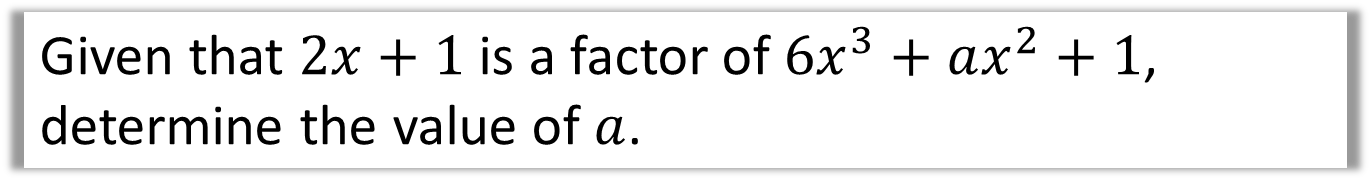 Given that 2x + 1 is a factor of 6x³ + ax² + 1,
determine the value of a.